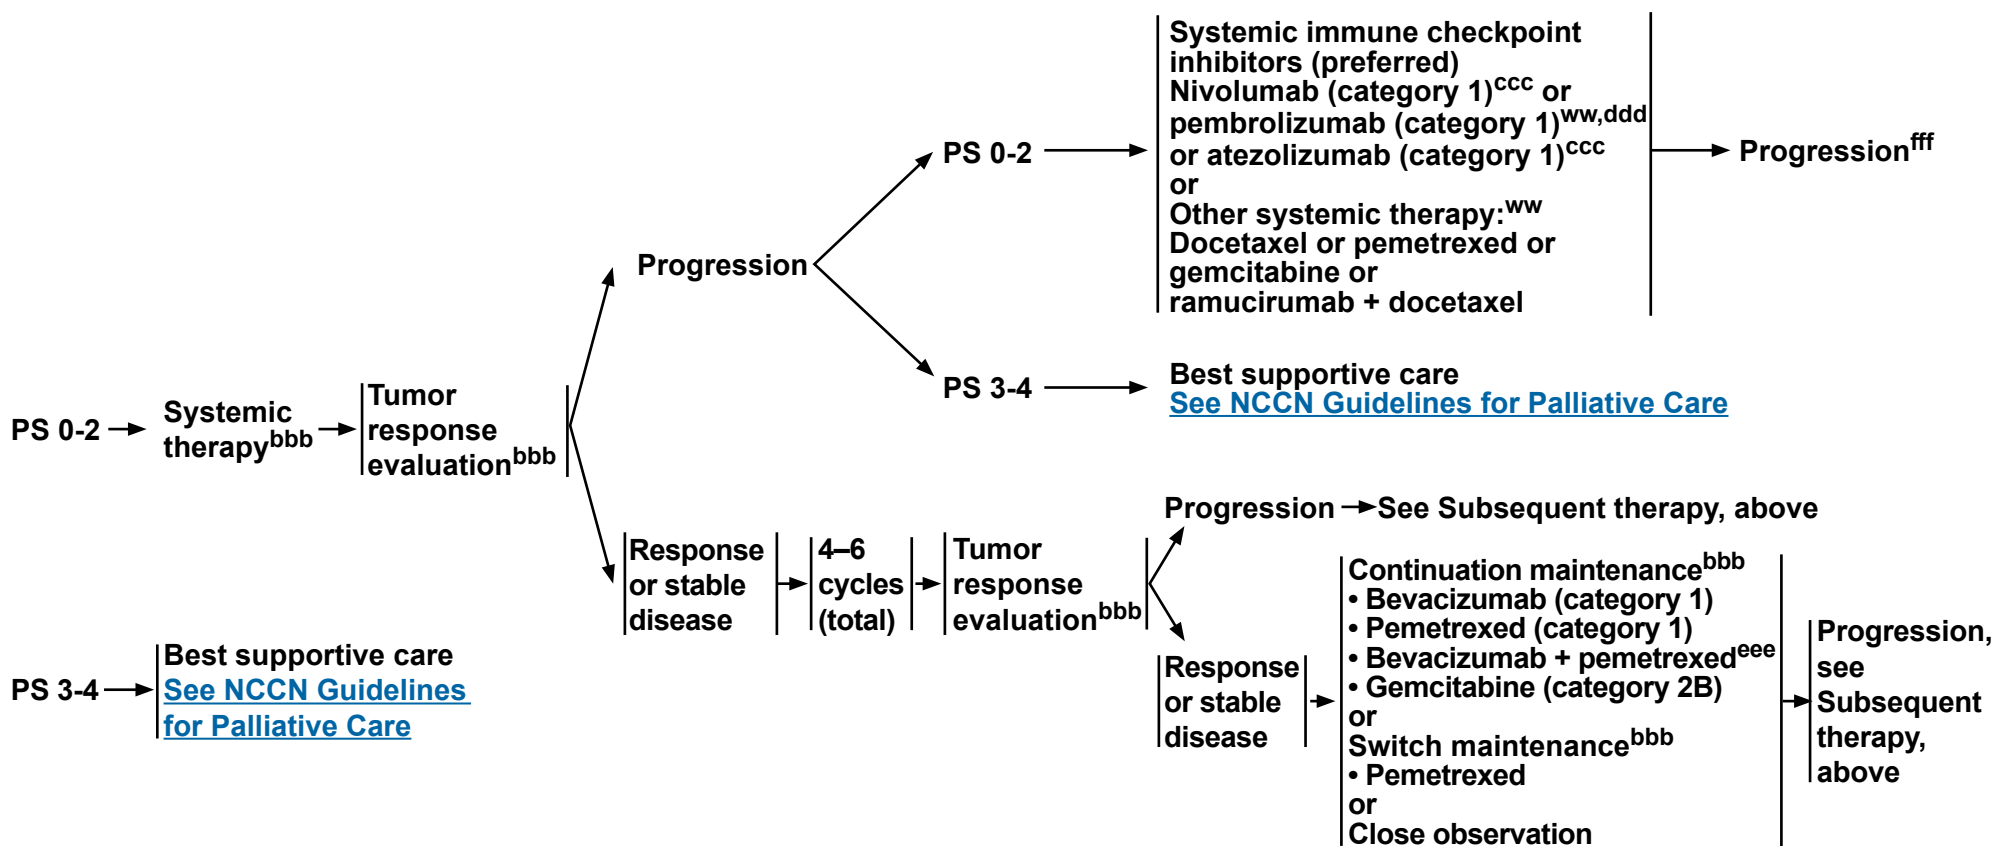 Systemic immune checkpoint
inhibitors (preferred)
Nivolumab (category 1)ccc or
pembrolizumab (category 1)ww,ddd
or atezolizumab (category 1)ccc
or
Other systemic therapy:ww
Docetaxel or pemetrexed or
gemcitabine or
ramucirumab + docetaxel
PS 0-2
Progressionfff
Progression
PS 3-4
Best supportive care
See NCCN Guidelines for Palliative Care
PS 0-2
Systemic
therapybbb
Tumor
response
evaluationbbb
Progression
See Subsequent therapy, above
Response
or stable
disease
4–6
cycles
(total)
Tumor
response
evaluationbbb
Response
or stable
disease
Continuation maintenancebbb
• Bevacizumab (category 1)
• Pemetrexed (category 1)
• Bevacizumab + pemetrexedeee
• Gemcitabine (category 2B)
or
Switch maintenancebbb
• Pemetrexed
or
Close observation
Progression,
see
Subsequent
therapy,
above
PS 3-4
Best supportive care
See NCCN Guidelines
for Palliative Care